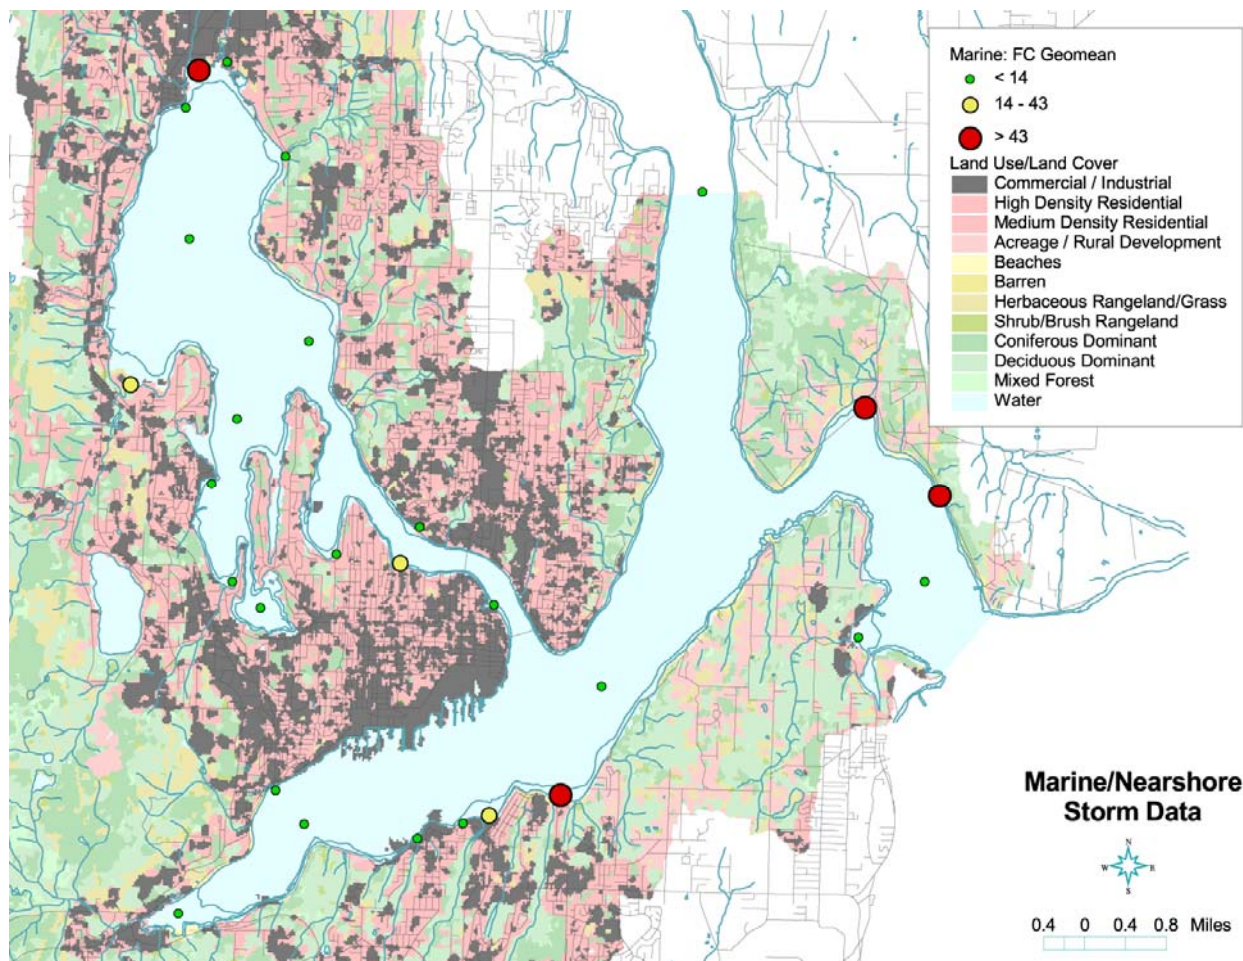 Marine: FC Geomean
< 14
14 - 43
> 43
Land Use/Land Cover
Commercial / Industrial
High Density Residential
Medium Density Residential
Acreage / Rural Development
Beaches
Barren
Herbaceous Rangeland/Grass
Shrub/Brush Rangeland
Coniferous Dominant
Deciduous Dominant
Mixed Forest
Water
Marine/Nearshore
Storm Data
N
W E
S
0.4 0 0.4 0.8 Miles